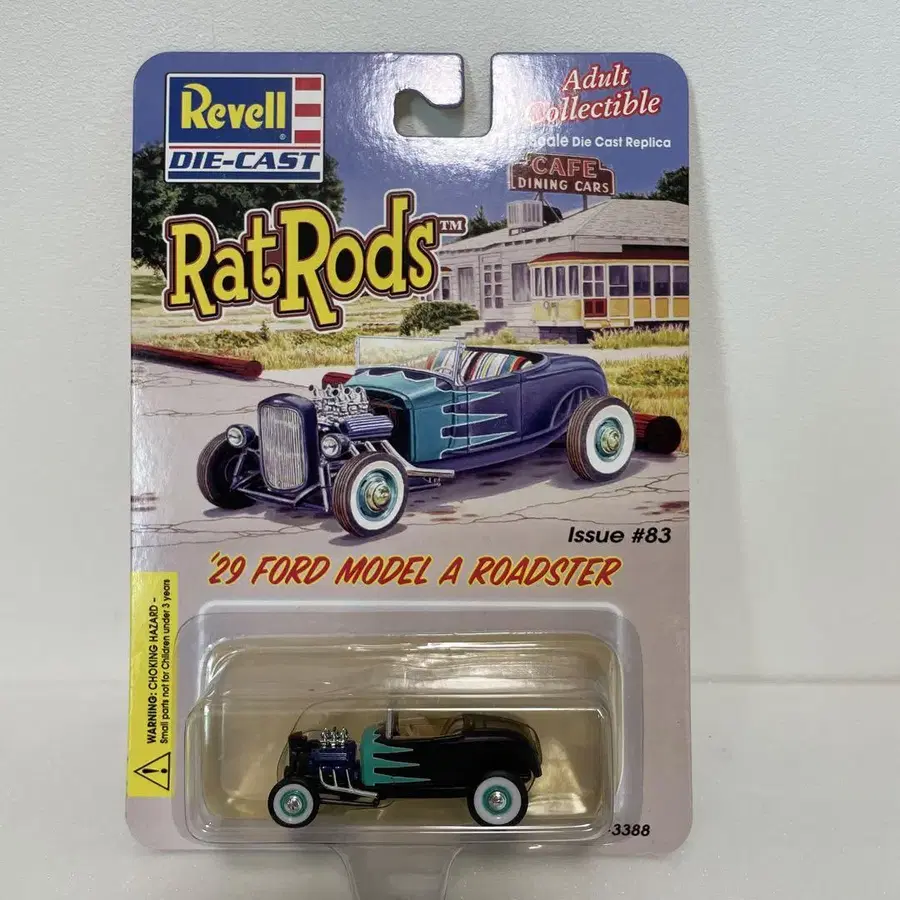 Revell®
DIE-CAST
Adult
Collectible
Scale Die Cast Replica
CAFE
DINING CARS
RatRods™
Issue #83
'29 FORD MODEL A ROADSTER
WARNING: CHOKING HAZARD –
Small parts not for Children under 3 years
-3388